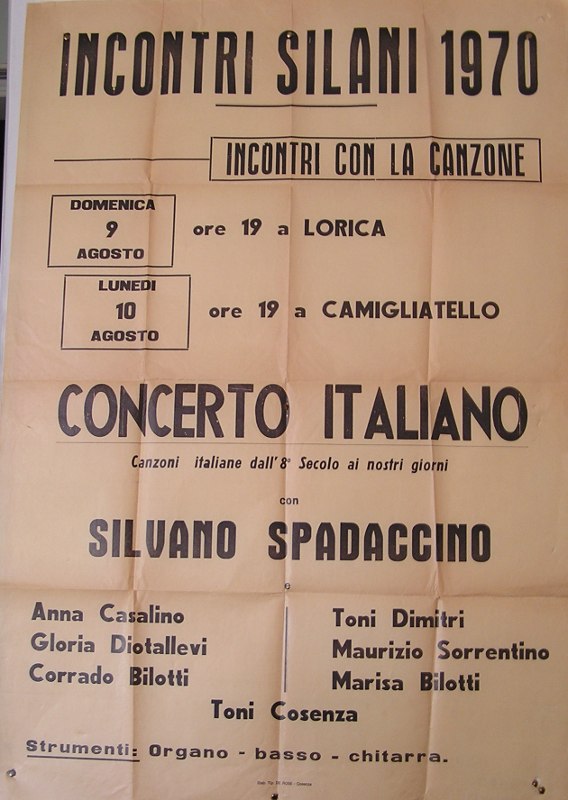 INCONTRI SILANI 1970
INCONTRI CON LA CANZONE
DOMENICA
9
AGOSTO
ore 19 a LORICA
LUNEDI
10
AGOSTO
ore 19 a CAMIGLIATELLO
CONCERTO ITALIANO
Canzoni italiane dall'8° Secolo ai nostri giorni
con
SILVANO SPADACCINO
Anna Casalino
Gloria Diotallevi
Corrado Bilotti
Toni Dimitri
Maurizio Sorrentino
Marisa Bilotti
Toni Cosenza
Strumenti: Organo - basso - chitarra.